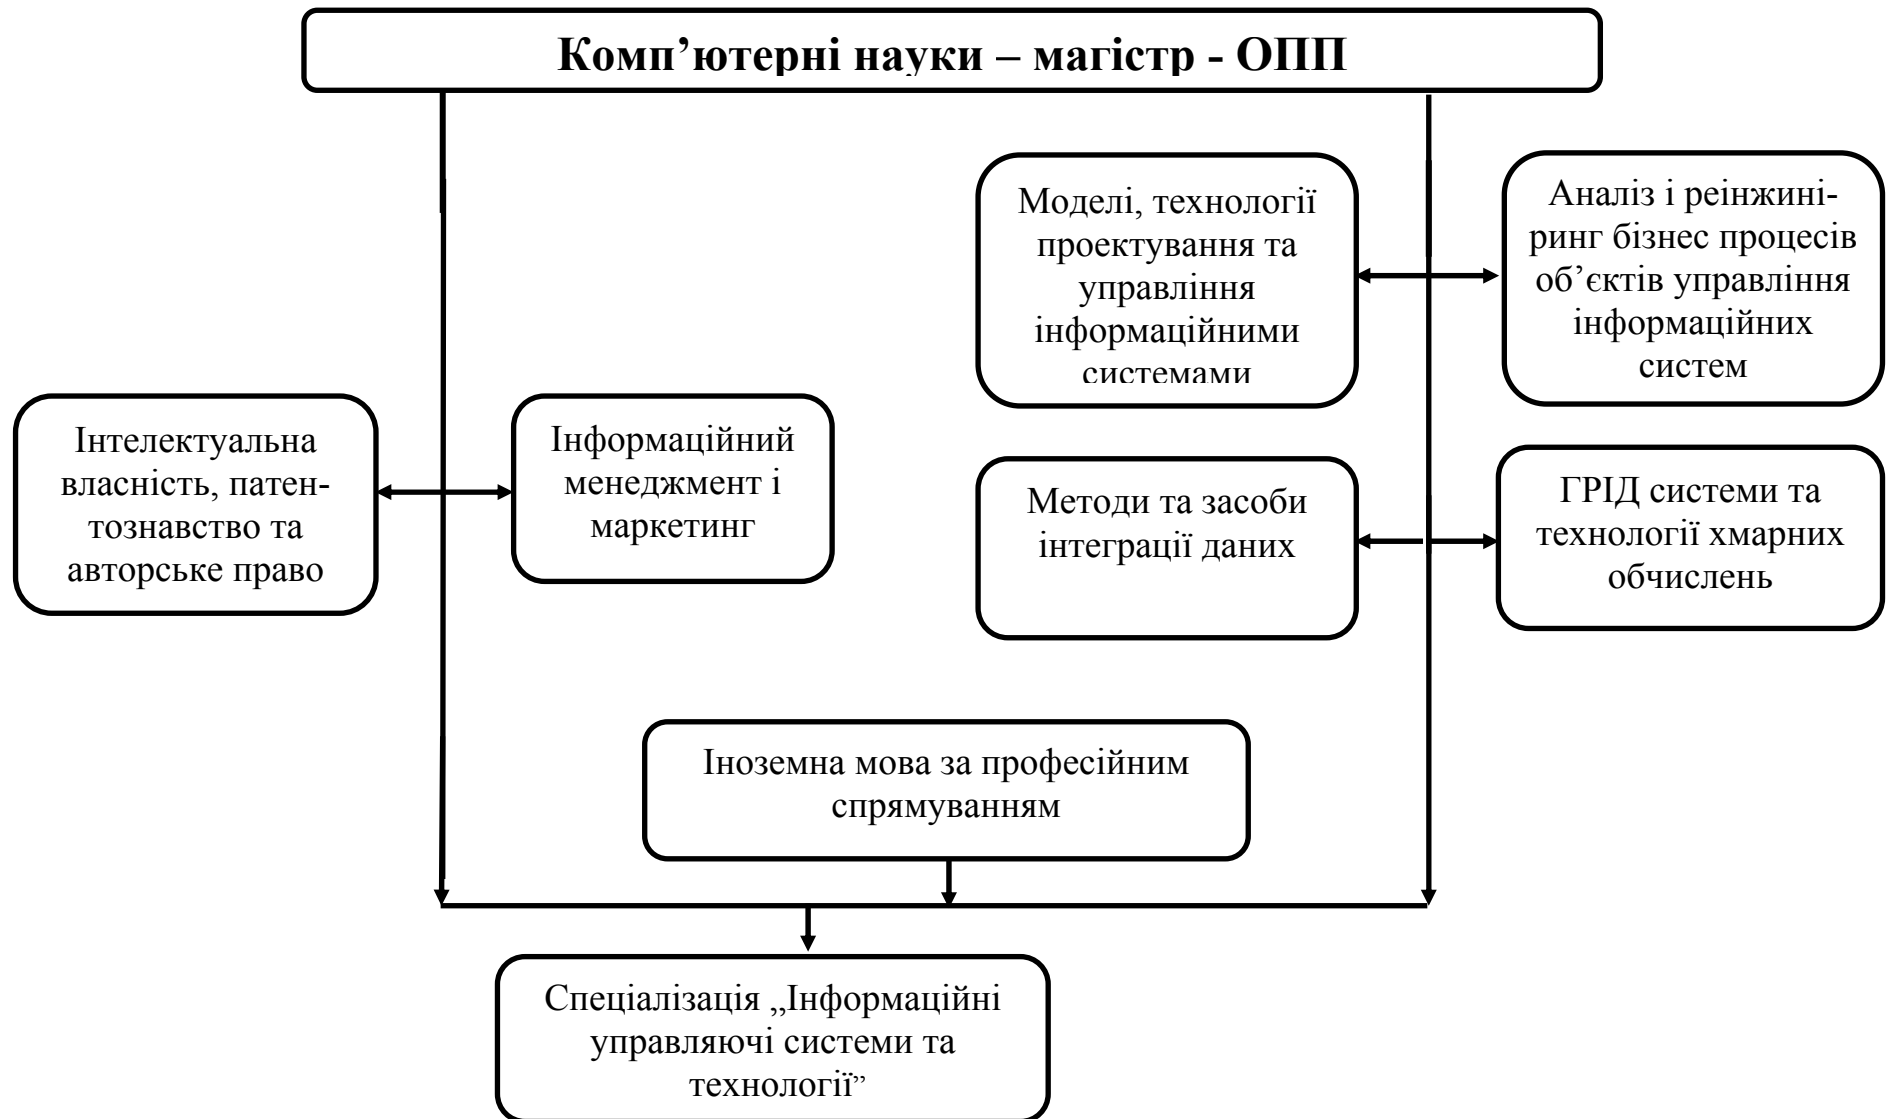 Комп’ютерні науки – магістр - ОПП
Моделі, технології
проектування та
управління
інформаційними
системами
Аналіз і реінжині-
ринг бізнес процесів
об’єктів управління
інформаційних
систем
Інтелектуальна
власність, патен-
тознавство та
авторське право
Інформаційний
менеджмент і
маркетинг
Методи та засоби
інтеграції даних
ГРІД системи та
технології хмарних
обчислень
Іноземна мова за професійним
спрямуванням
Спеціалізація „Інформаційні
управляючі системи та
технології”